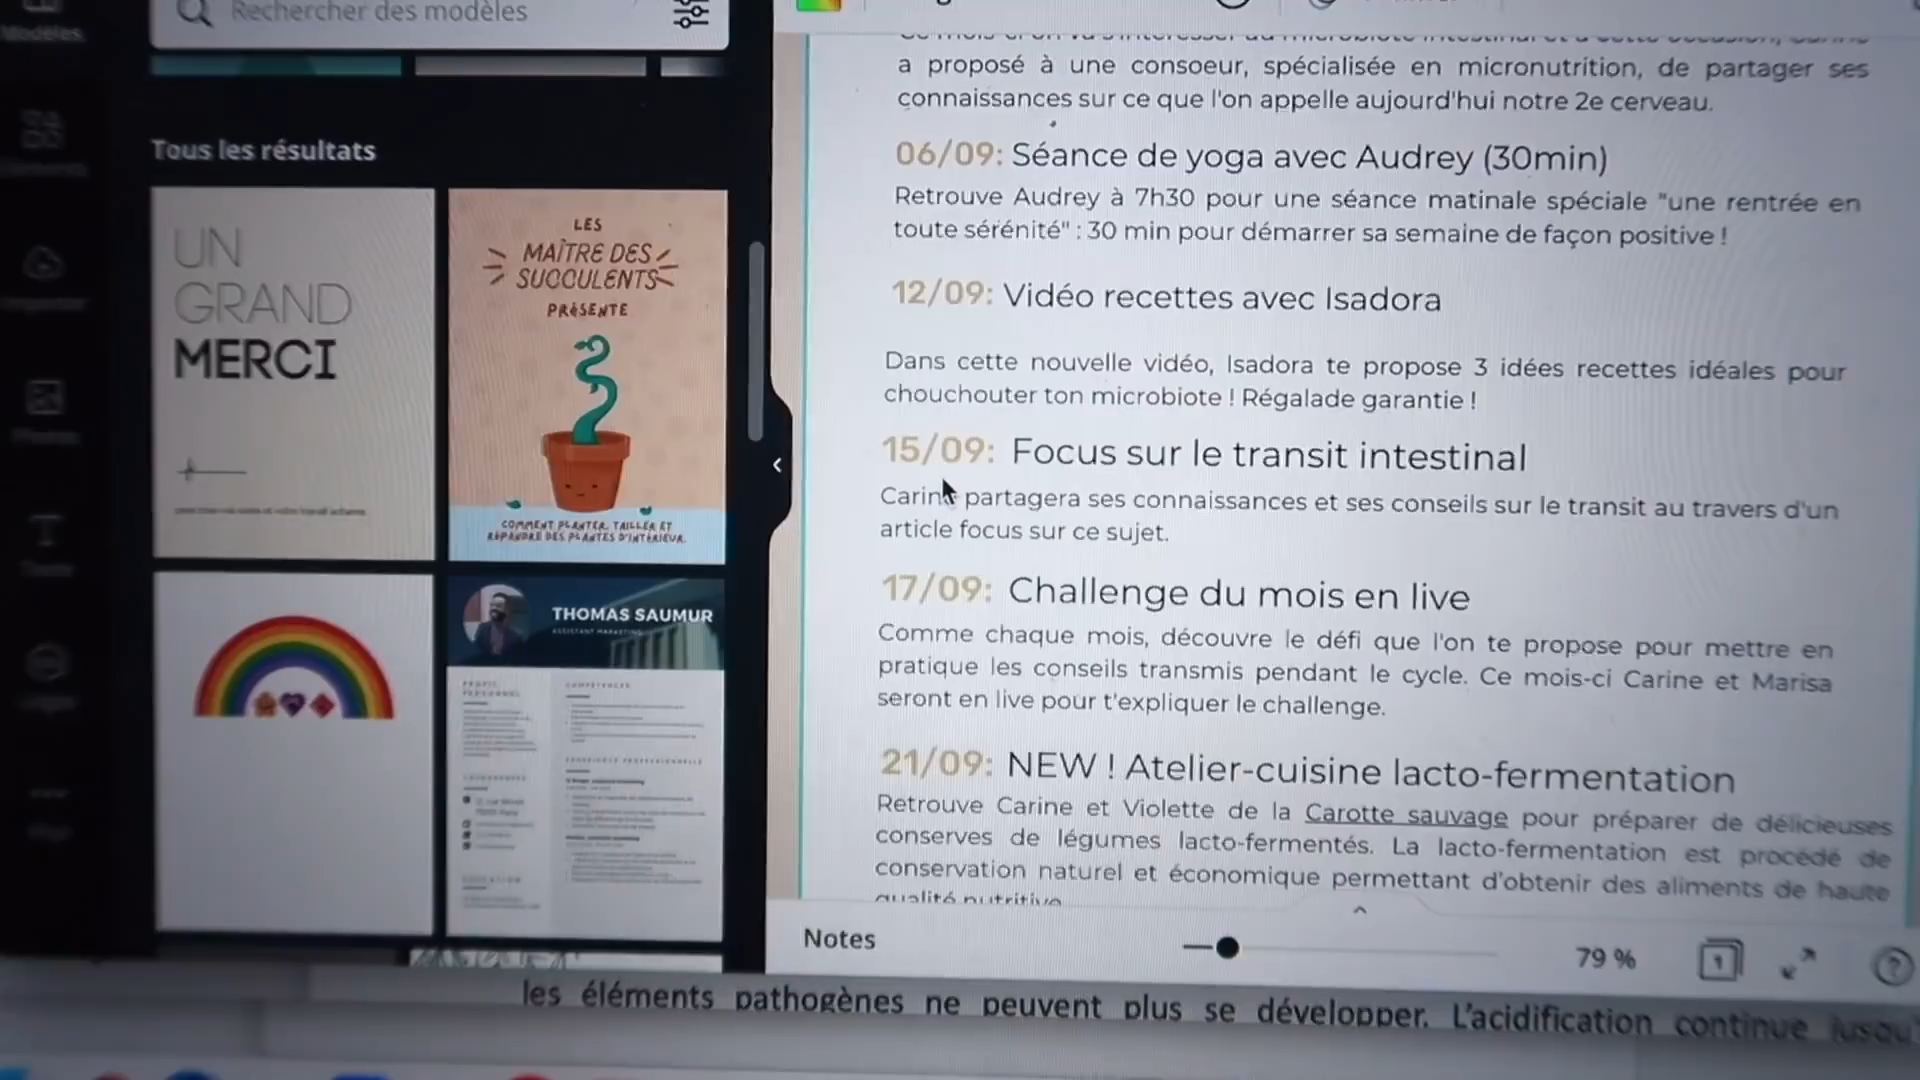 Modèles
Rechercher des modèles
Tous les résultats
UN
GRAND
MERCI
LES
MAÎTRE DES
SUCCULENTS
PRÉSENTE
COMMENT PLANTER, TAILLER ET
RÉPANDRE DES PLANTES D'INTÉRIEUR.
THOMAS SAUMUR
ASSISTANT MARKETING
a proposé à une consoeur, spécialisée en micronutrition, de partager ses
connaissances sur ce que l'on appelle aujourd'hui notre 2e cerveau.
06/09: Séance de yoga avec Audrey (30min)
Retrouve Audrey à 7h30 pour une séance matinale spéciale "une rentrée en
toute sérénité" : 30 min pour démarrer sa semaine de façon positive !
12/09: Vidéo recettes avec Isadora
Dans cette nouvelle vidéo, Isadora te propose 3 idées recettes idéales pour
chouchouter ton microbiote ! Régalade garantie !
15/09: Focus sur le transit intestinal
Carine partagera ses connaissances et ses conseils sur le transit au travers d'un
article focus sur ce sujet.
17/09: Challenge du mois en live
Comme chaque mois, découvre le défi que l'on te propose pour mettre en
pratique les conseils transmis pendant le cycle. Ce mois-ci Carine et Marisa
seront en live pour t'expliquer le challenge.
21/09: NEW ! Atelier-cuisine lacto-fermentation
Retrouve Carine et Violette de la Carotte sauvage pour préparer de délicieuses
conserves de légumes lacto-fermentés. La lacto-fermentation est procédé de
conservation naturel et économique permettant d'obtenir des aliments de haute
qualité nutritive
Notes
79 %
1
?
les éléments pathogènes ne peuvent plus se développer. L'acidification continue jusqu'